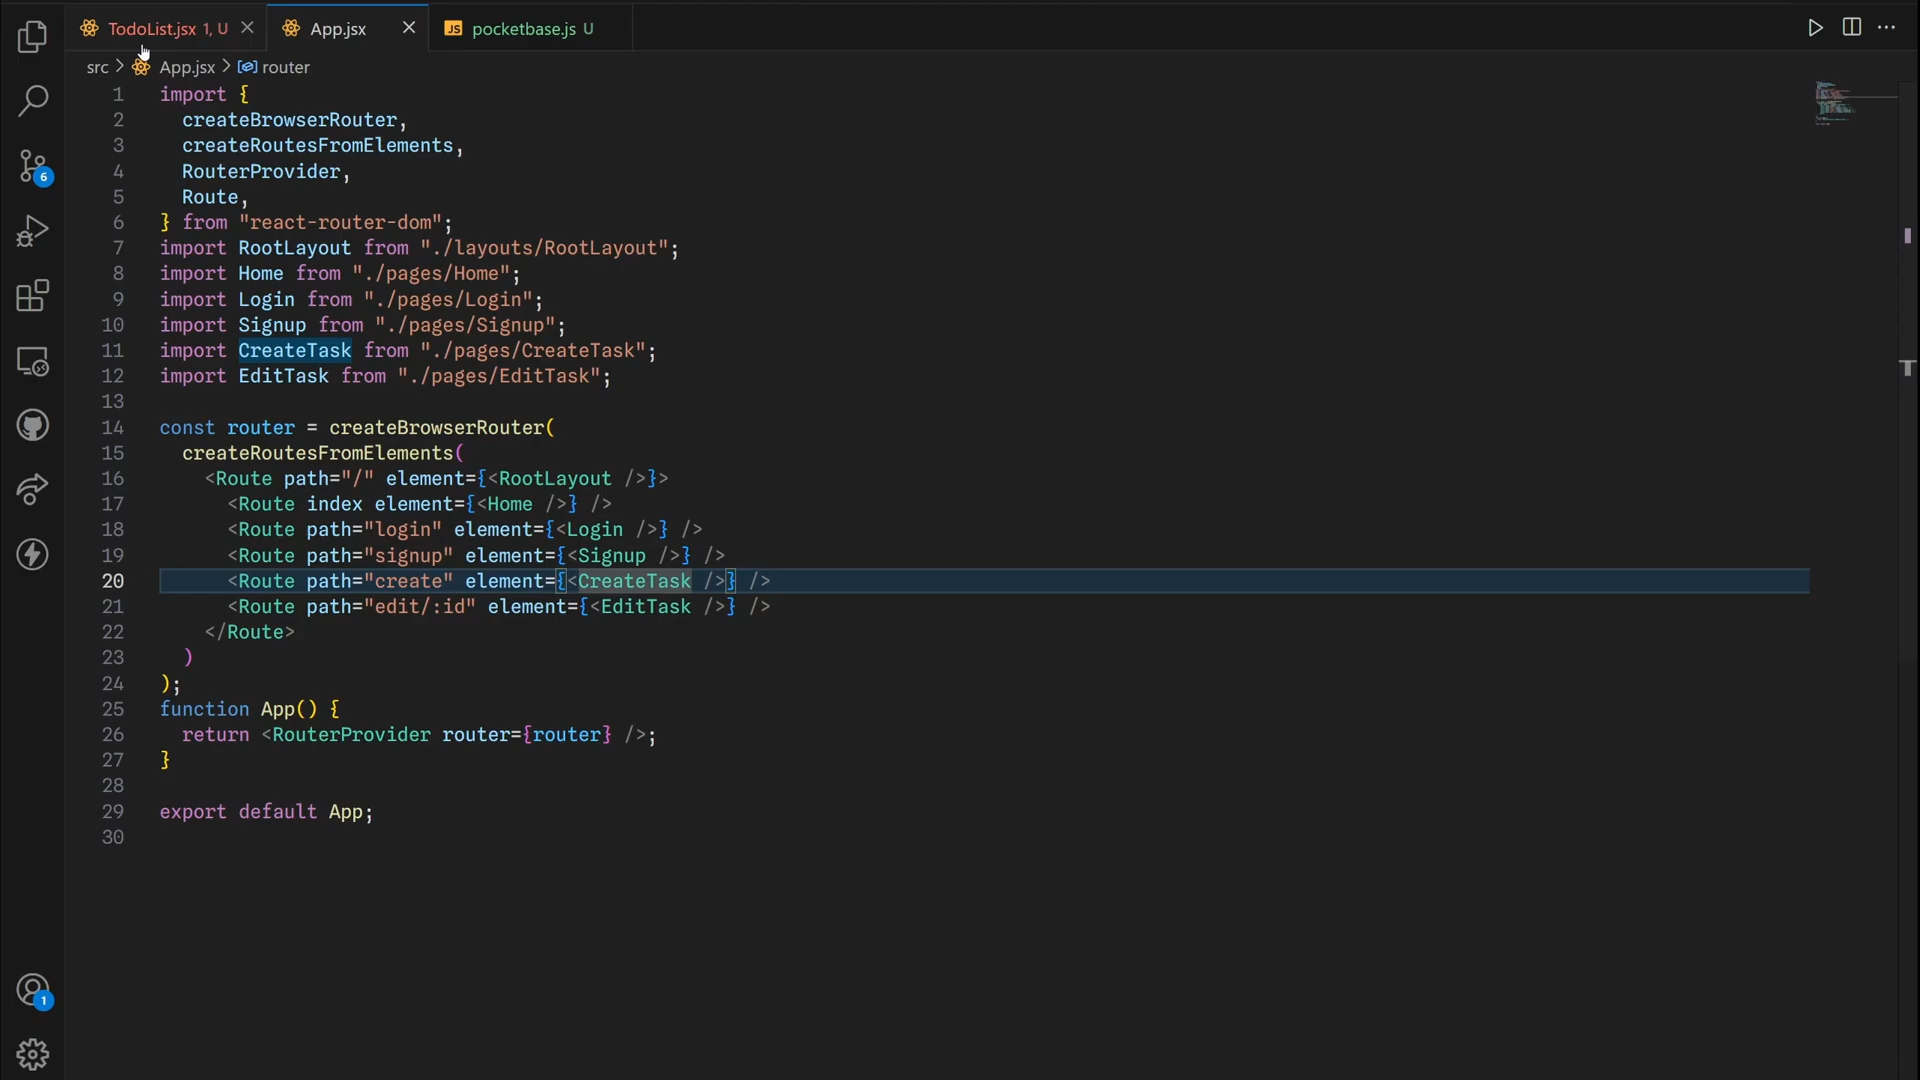 TodoList.jsx 1, U
App.jsx
JS pocketbase.js U
src > App.jsx > router
1 import {
2 createBrowserRouter,
3 createRoutesFromElements,
4 RouterProvider,
5 Route,
6 } from "react-router-dom";
7 import RootLayout from "./layouts/RootLayout";
8 import Home from "./pages/Home";
9 import Login from "./pages/Login";
10 import Signup from "./pages/Signup";
11 import CreateTask from "./pages/CreateTask";
12 import EditTask from "./pages/EditTask";
13
14 const router = createBrowserRouter(
15 createRoutesFromElements(
16 <Route path="/" element={<RootLayout />}>
17 <Route index element={<Home />} />
18 <Route path="login" element={<Login />} />
19 <Route path="signup" element={<Signup />} />
20 <Route path="create" element={<CreateTask />} />
21 <Route path="edit/:id" element={<EditTask />} />
22 </Route>
23 )
24 );
25 function App() {
26 return <RouterProvider router={router} />;
27 }
28
29 export default App;
30
6
1